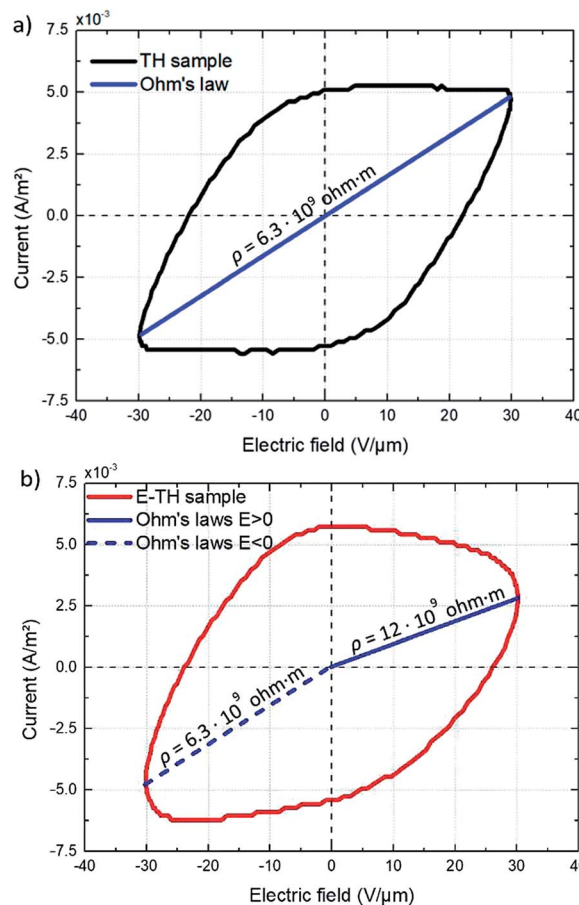 a)
×10⁻³
7.5
TH sample
Ohm's law
5.0
2.5
0.0
-2.5
-5.0
-7.5
Current (A/m²)
ρ = 6.3 · 10⁹ ohm·m
-40 -30 -20 -10 0 10 20 30 40
Electric field (V/µm)
b)
×10⁻³
7.5
E-TH sample
Ohm's laws E>0
Ohm's laws E<0
5.0
2.5
0.0
-2.5
-5.0
-7.5
Current (A/m²)
ρ = 12 · 10⁹ ohm·m
ρ = 6.3 · 10⁹ ohm·m
-40 -30 -20 -10 0 10 20 30 40
Electric field (V/µm)